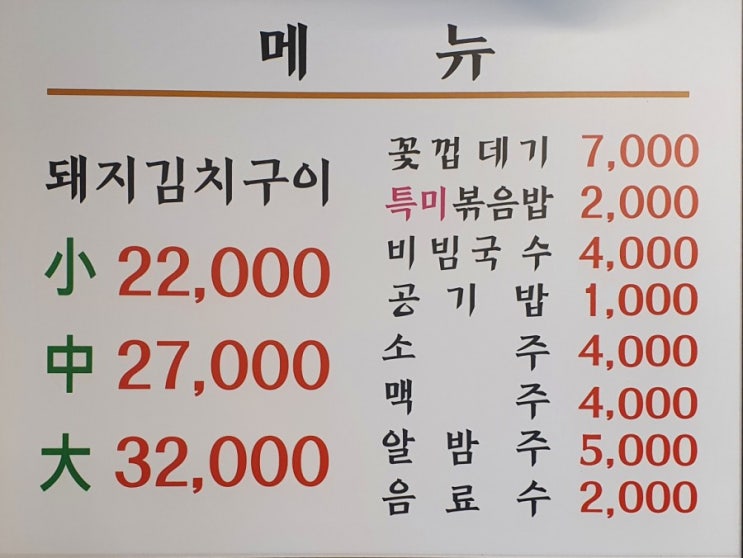 메 뉴
돼지김치구이
小 22,000
中 27,000
大 32,000
꽃껍데기 7,000
특미볶음밥 2,000
비빔국수 4,000
공기밥 1,000
소주 4,000
맥주 4,000
알밤주 5,000
음료수 2,000